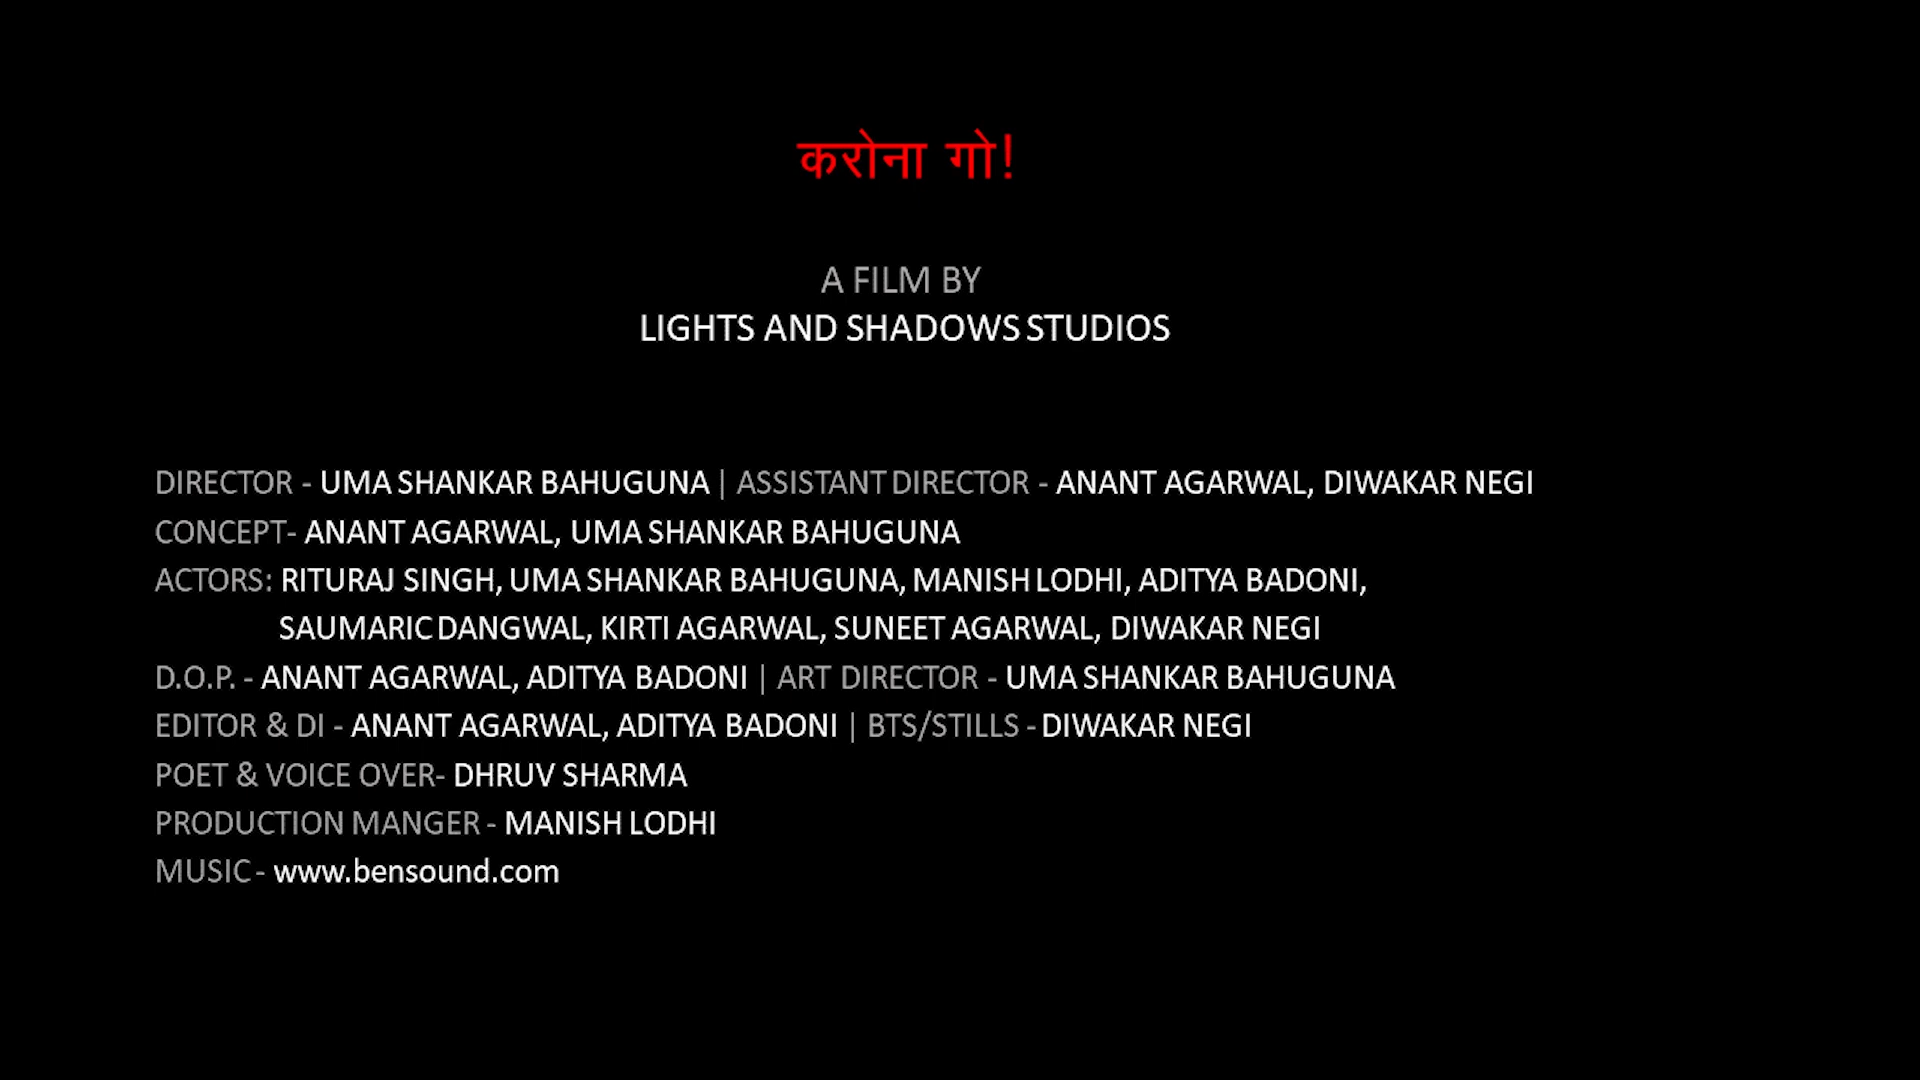 करोना गो!
A FILM BY
LIGHTS AND SHADOWS STUDIOS
DIRECTOR - UMA SHANKAR BAHUGUNA | ASSISTANT DIRECTOR - ANANT AGARWAL, DIWAKAR NEGI
CONCEPT- ANANT AGARWAL, UMA SHANKAR BAHUGUNA
ACTORS: RITURAJ SINGH, UMA SHANKAR BAHUGUNA, MANISH LODHI, ADITYA BADONI,
SAUMARIC DANGWAL, KIRTI AGARWAL, SUNEET AGARWAL, DIWAKAR NEGI
D.O.P. - ANANT AGARWAL, ADITYA BADONI | ART DIRECTOR - UMA SHANKAR BAHUGUNA
EDITOR & DI - ANANT AGARWAL, ADITYA BADONI | BTS/STILLS - DIWAKAR NEGI
POET & VOICE OVER- DHRUV SHARMA
PRODUCTION MANGER - MANISH LODHI
MUSIC - www.bensound.com